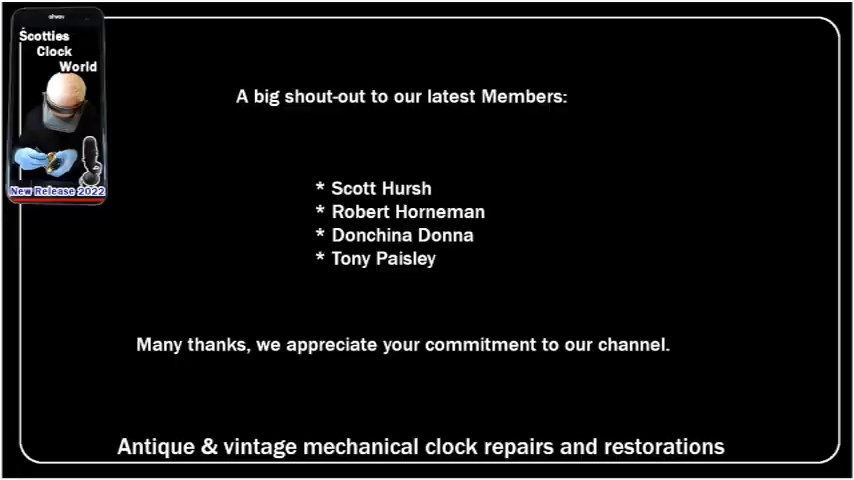 Scotties
Clock
World
New Release 2022
A big shout-out to our latest Members:
* Scott Hursh
* Robert Horneman
* Donchina Donna
* Tony Paisley
Many thanks, we appreciate your commitment to our channel.
Antique & vintage mechanical clock repairs and restorations